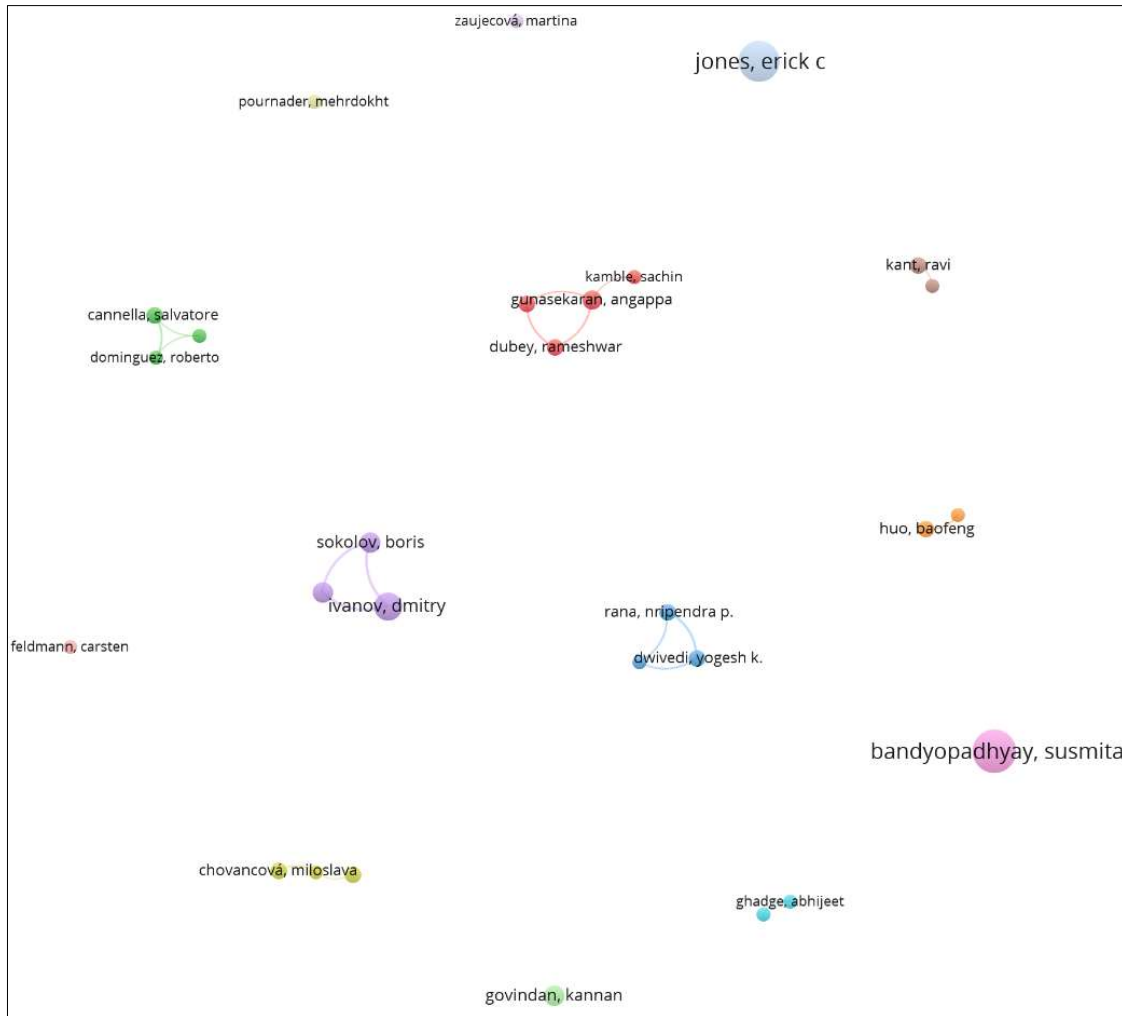 zaujecová, martina
jones, erick c
pournader, mehrdokht
kant, ravi
kamble, sachin
gunasekaran, angappa
cannella, salvatore
dubey, rameshwar
dominguez, roberto
huo, baofeng
sokolov, boris
ivanov, dmitry
rana, nripendra p.
feldmann, carsten
dwivedi, yogesh k.
bandyopadhyay, susmita
chovancová, miloslava
ghadge, abhijeet
govindan, kannan